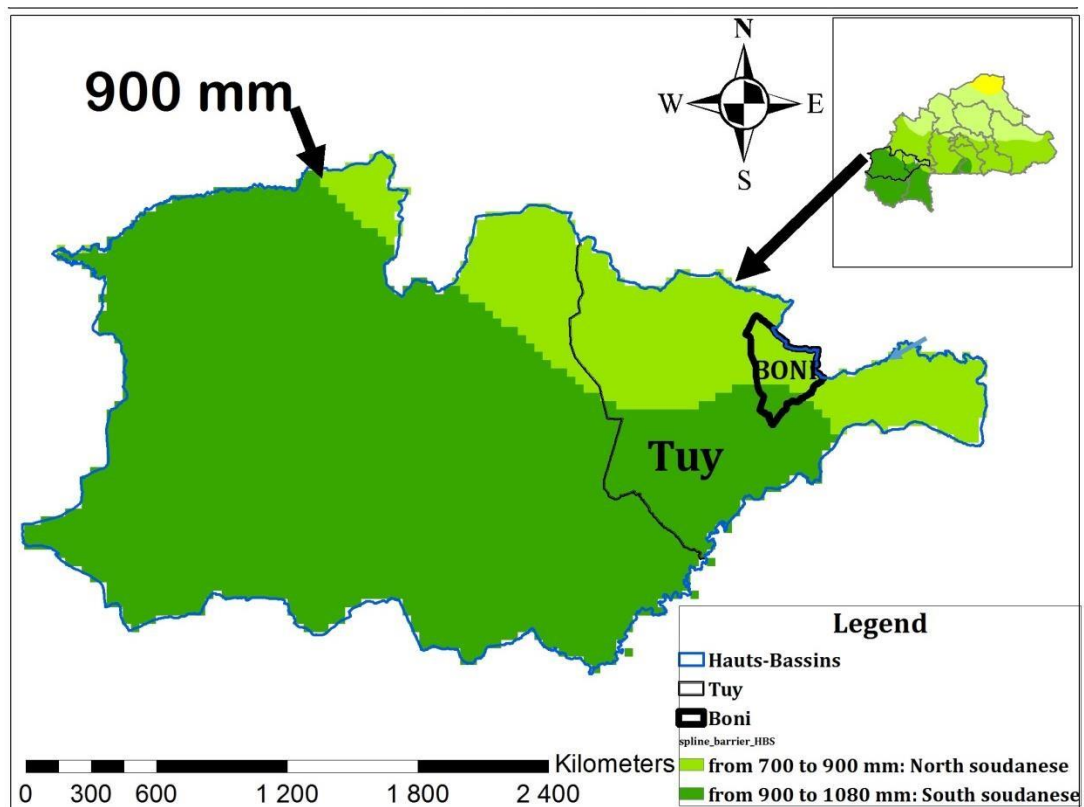 N
900 mm
W
E
S
BONI
Tuy
Legend
Hauts-Bassins
Tuy
Boni
spline_barrier_HBS
from 700 to 900 mm: North soudanese
from 900 to 1080 mm: South soudanese
Kilometers
0 300 600 1 200 1 800 2 400